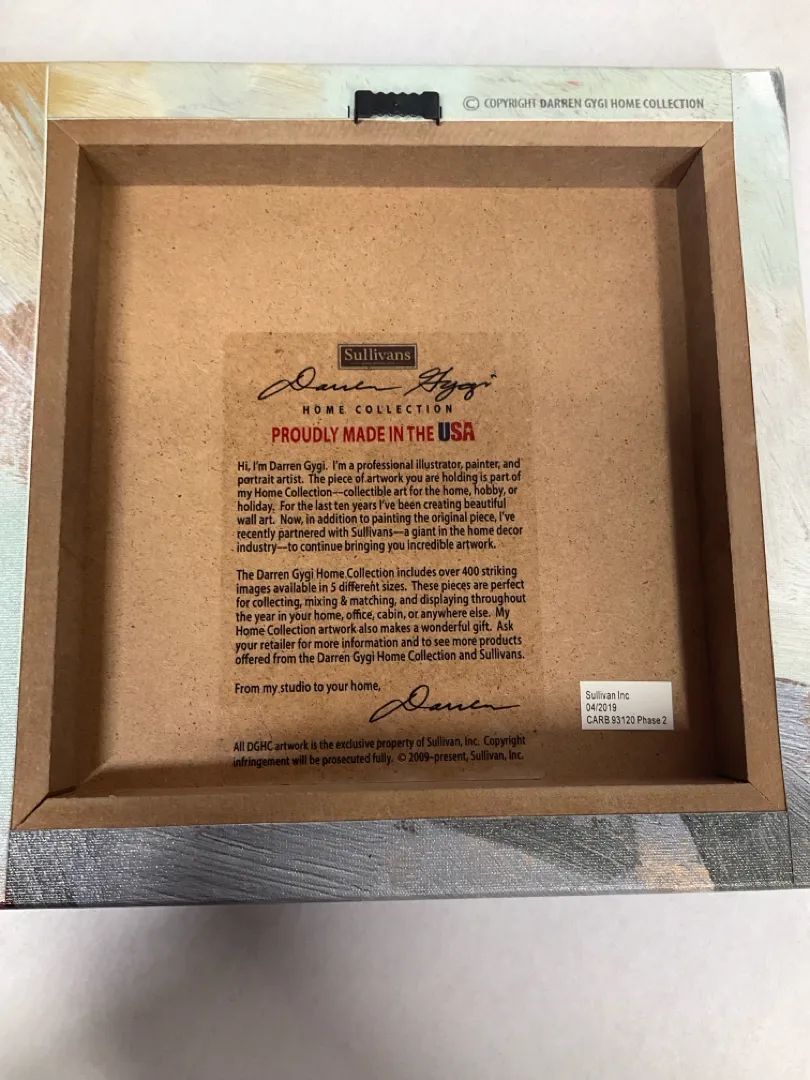 © COPYRIGHT DARREN GYGI HOME COLLECTION
Sullivans
Darren Gygi
HOME COLLECTION
PROUDLY MADE IN THE USA
Hi, I'm Darren Gygi. I'm a professional illustrator, painter, and
portrait artist. The piece of artwork you are holding is part of
my Home Collection—collectible art for the home, hobby, or
holiday. For the last ten years I've been creating beautiful
wall art. Now, in addition to painting the original piece, I've
recently partnered with Sullivans—a giant in the home decor
industry—to continue bringing you incredible artwork.
The Darren Gygi Home Collection includes over 400 striking
images available in 5 different sizes. These pieces are perfect
for collecting, mixing & matching, and displaying throughout
the year in your home, office, cabin, or anywhere else. My
Home Collection artwork also makes a wonderful gift. Ask
your retailer for more information and to see more products
offered from the Darren Gygi Home Collection and Sullivans.
From my studio to your home,
Darren
Sullivan Inc
04/2019
CARB 93120 Phase 2
All DGHC artwork is the exclusive property of Sullivan, Inc. Copyright
infringement will be prosecuted fully. © 2009-present, Sullivan, Inc.